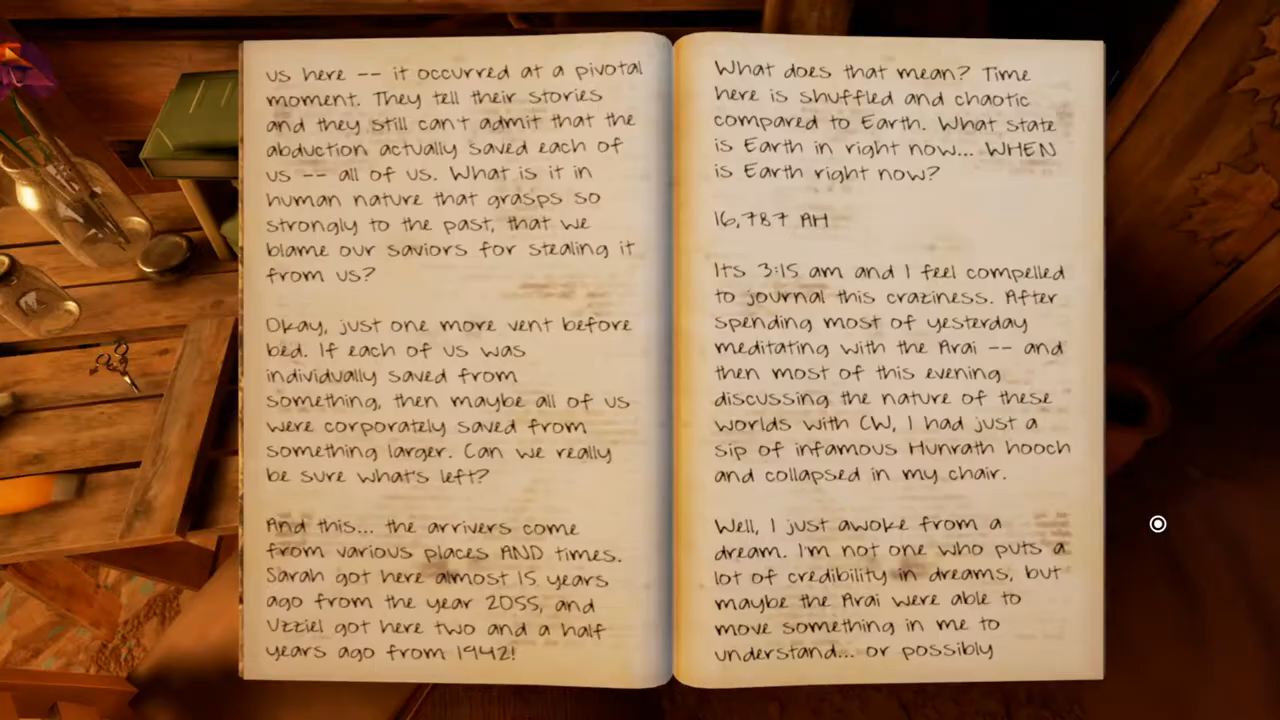 us here -- it occurred at a pivotal
moment. They tell their stories
and they still can't admit that the
abduction actually saved each of
us -- all of us. What is it in
human nature that grasps so
strongly to the past, that we
blame our saviors for stealing it
from us?
Okay, just one more vent before
bed. If each of us was
individually saved from
something, then maybe all of us
were corporately saved from
something larger. Can we really
be sure what's left?
And this... the arrivers come
from various places AND times.
Sarah got here almost 15 years
ago from the year 2055, and
Uzziel got here two and a half
years ago from 1942!
What does that mean? Time
here is shuffled and chaotic
compared to Earth. What state
is Earth in right now... WHEN
is Earth right now?
16,787 AH
Its 3:15 am and I feel compelled
to journal this craziness. After
spending most of yesterday
meditating with the Arai -- and
then most of this evening
discussing the nature of these
worlds with CW, I had just a
sip of infamous Hunrath hooch
and collapsed in my chair.
Well, I just awoke from a
dream. I'm not one who puts a
lot of credibility in dreams, but
maybe the Arai were able to
move something in me to
understand... or possibly